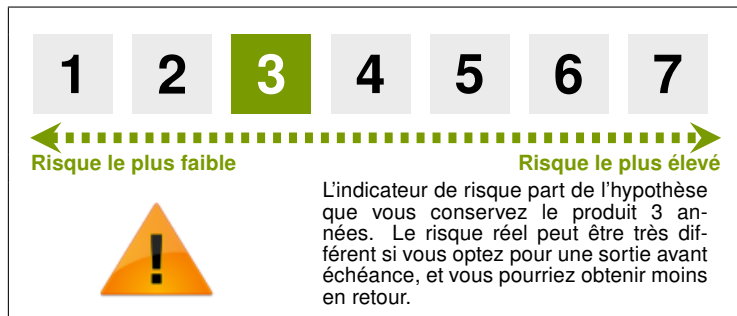 1 2 3 4 5 6 7
Risque le plus faible Risque le plus élevé
L'indicateur de risque part de l'hypothèse
que vous conservez le produit 3 an-
nées. Le risque réel peut être très dif-
férent si vous optez pour une sortie avant
échéance, et vous pourriez obtenir moins
en retour.
!